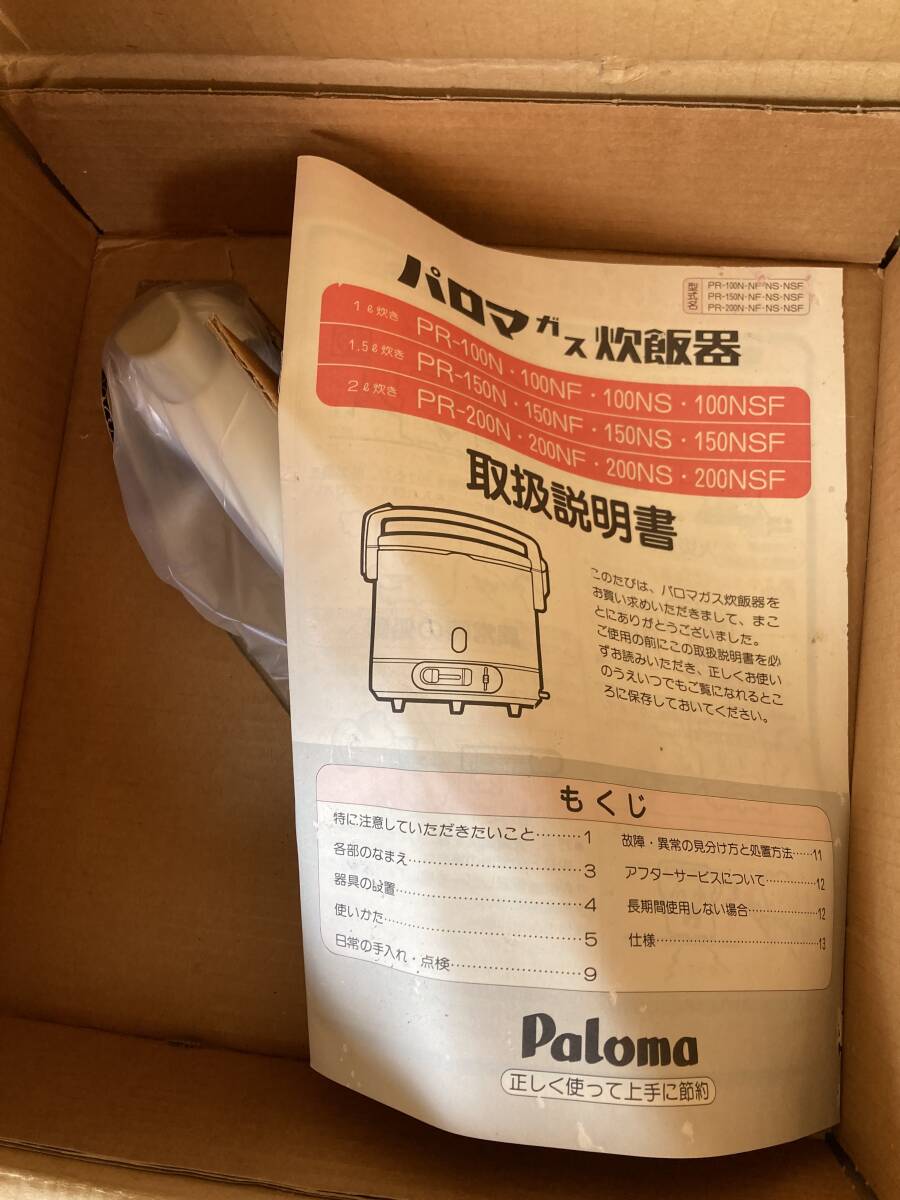 パロマガス炊飯器
型式名
PR-100N・NF・NS・NSF
PR-150N・NF・NS・NSF
PR-200N・NF・NS・NSF
1ℓ炊き PR-100N・100NF・100NS・100NSF
1.5ℓ炊き PR-150N・150NF・150NS・150NSF
2ℓ炊き PR-200N・200NF・200NS・200NSF
取扱説明書
このたびは、パロマガス炊飯器を
お買い求めいただきまして、まこ
とにありがとうございました。
ご使用の前にこの取扱説明書を必
ずお読みいただき、正しくお使い
のうえいつでもご覧になれるとこ
ろに保存しておいてください。
もくじ
特に注意していただきたいこと………1
各部のなまえ………3
器具の設置………4
使いかた………5
日常の手入れ・点検………9
故障・異常の見分け方と処置方法……11
アフターサービスについて………12
長期間使用しない場合………12
仕様………13
Paloma
正しく使って上手に節約